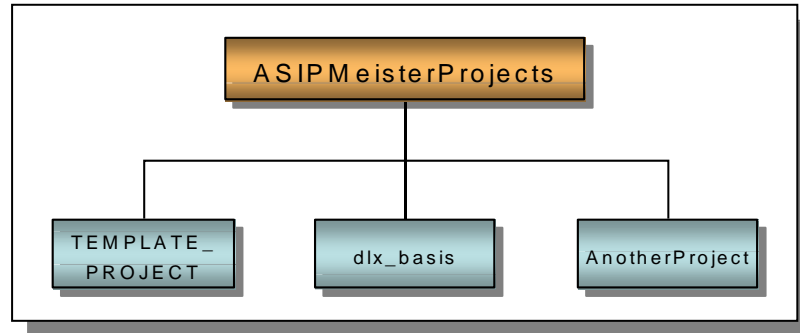 ASIPMeisterProjects
TEMPLATE_
PROJECT
dlx_basis
AnotherProject